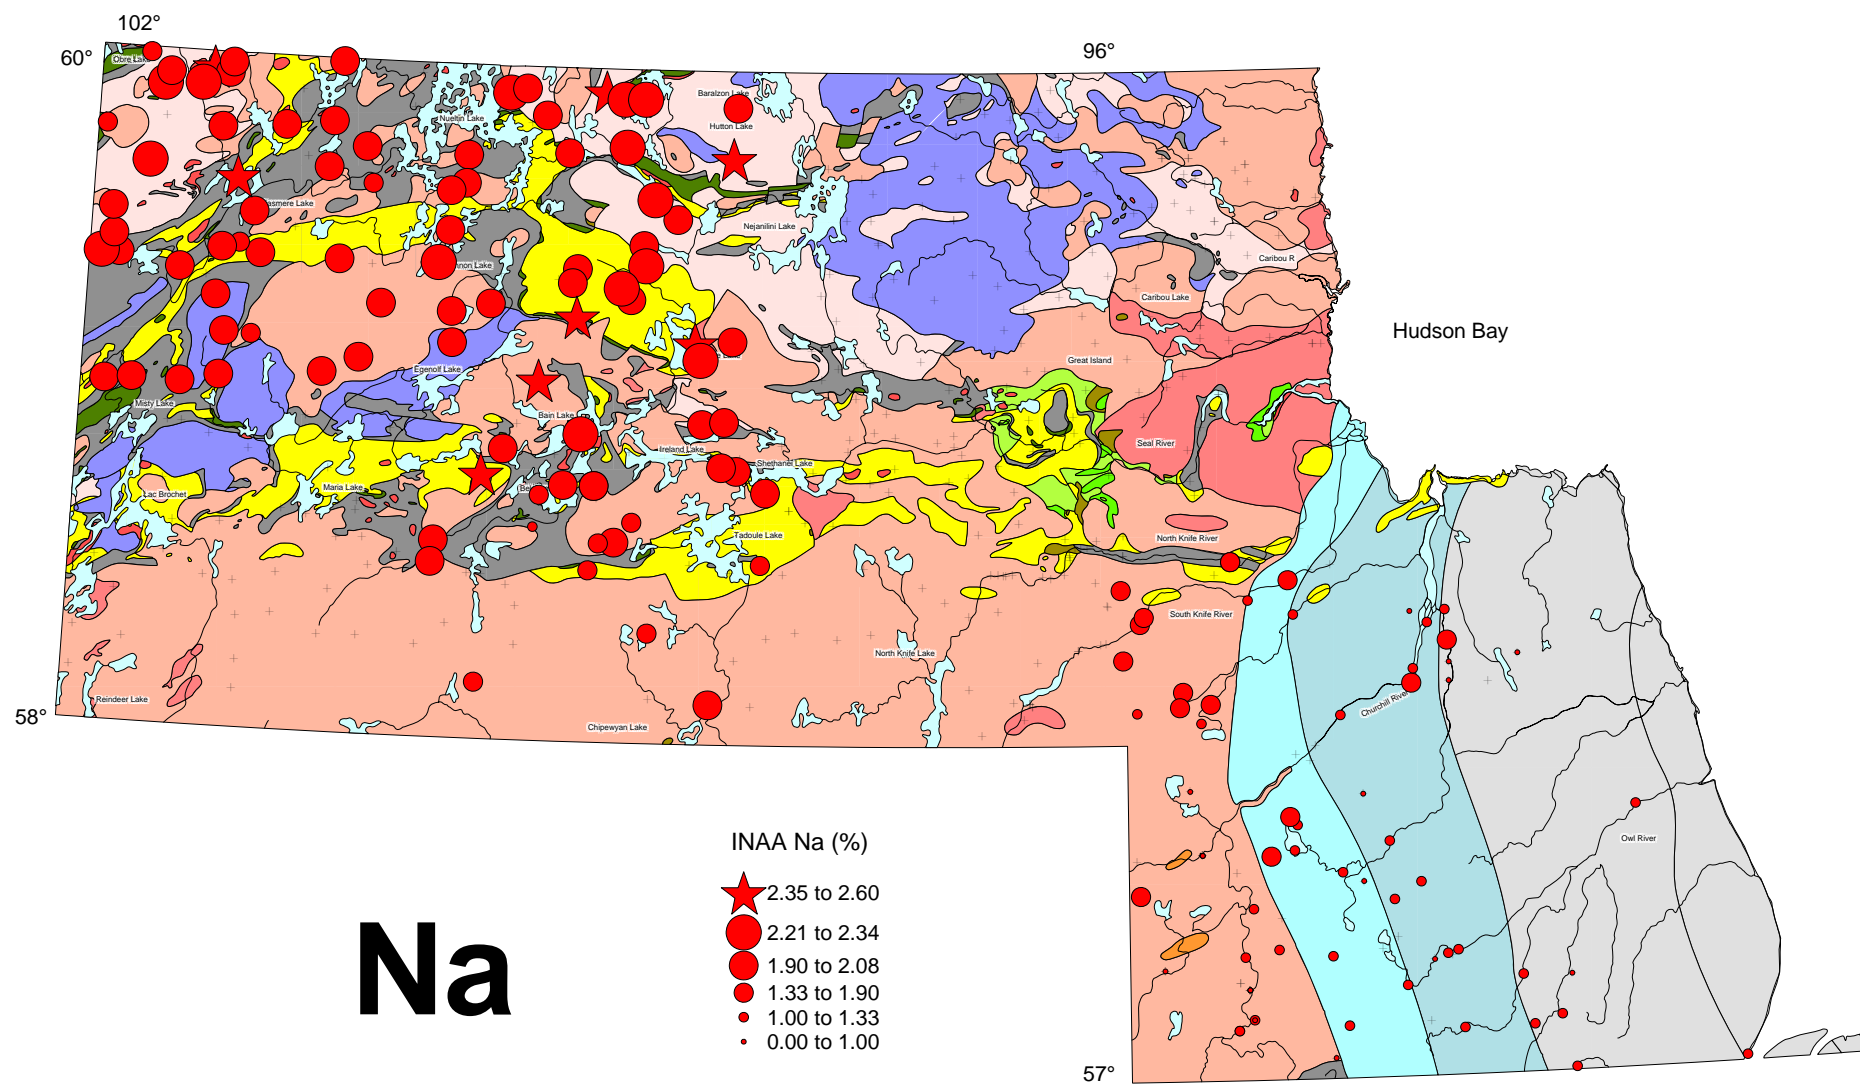 102°
96°
60°
Obre Lake
Baralzon Lake
Nueltin Lake
Hutton Lake
Nejanilini Lake
Caribou R
Caribou Lake
Hudson Bay
Great Island
Egenolf Lake
Misty Lake
Bain Lake
Seal River
Ireland Lake
Shethanei Lake
Maria Lake
Lac Brochet
Tadoule Lake
North Knife River
South Knife River
North Knife Lake
Reindeer Lake
Churchill River
58°
Chipewyan Lake
Owl River
INAA Na (%)
2.35 to 2.60
2.21 to 2.34
1.90 to 2.08
1.33 to 1.90
1.00 to 1.33
0.00 to 1.00
Na
57°